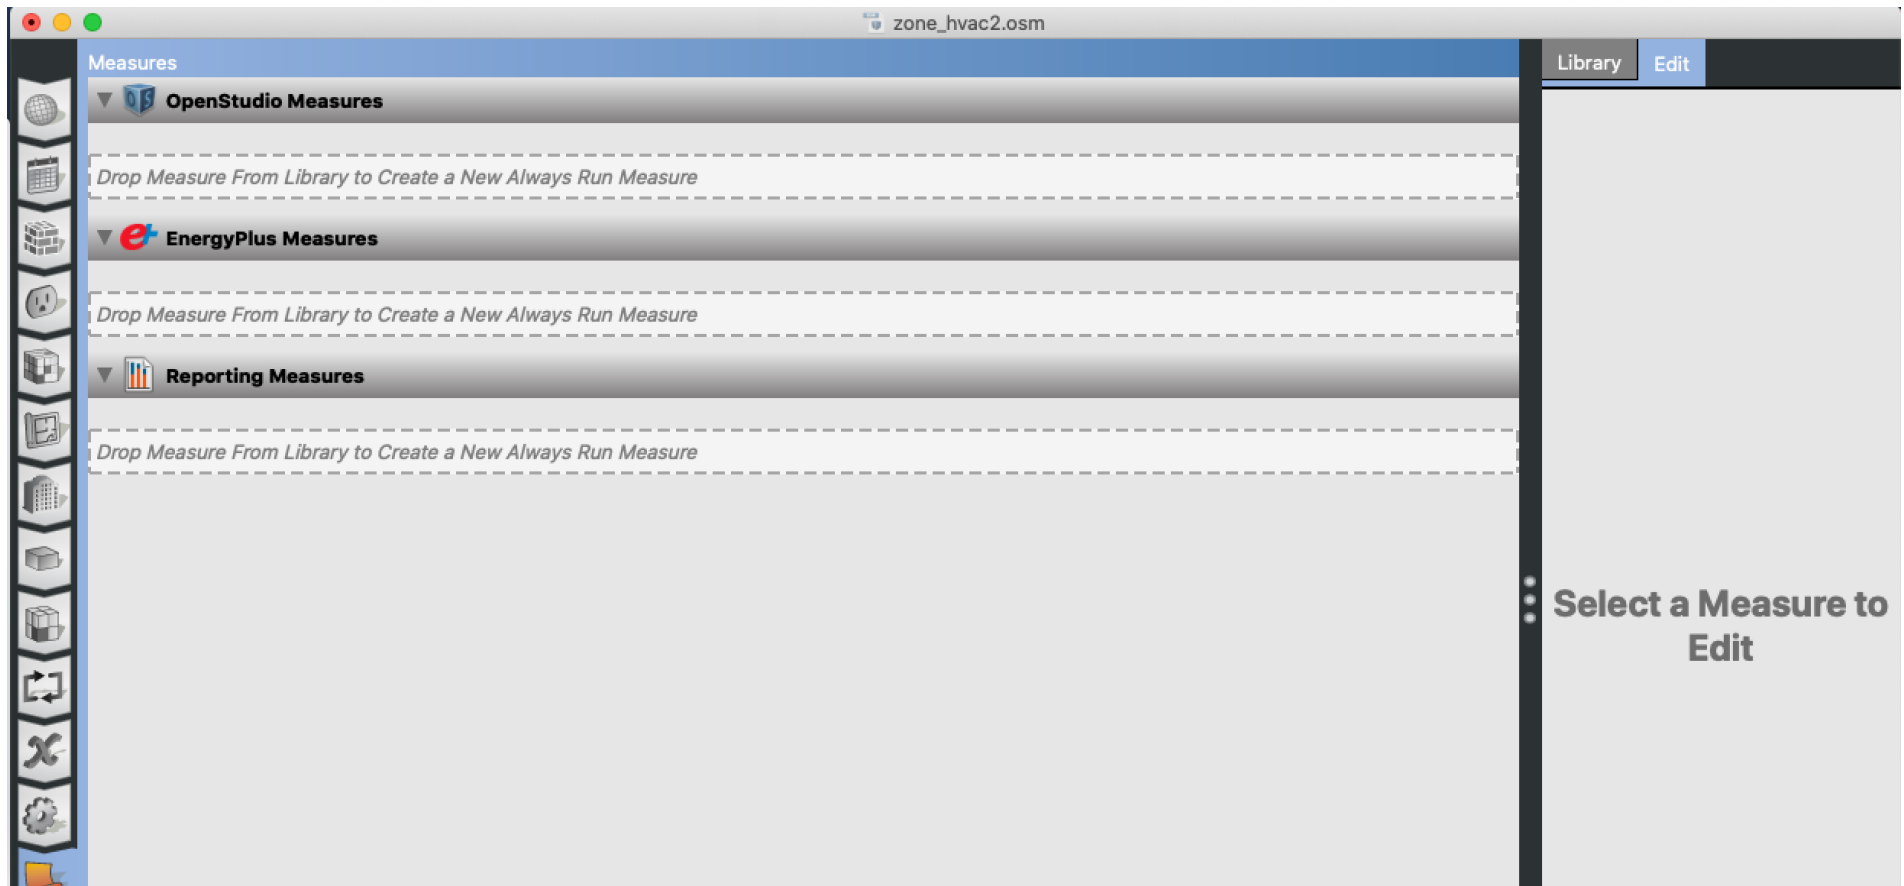 zone_hvac2.osm
Measures
Library
Edit
OpenStudio Measures
Drop Measure From Library to Create a New Always Run Measure
EnergyPlus Measures
Drop Measure From Library to Create a New Always Run Measure
Reporting Measures
Drop Measure From Library to Create a New Always Run Measure
Select a Measure to
Edit